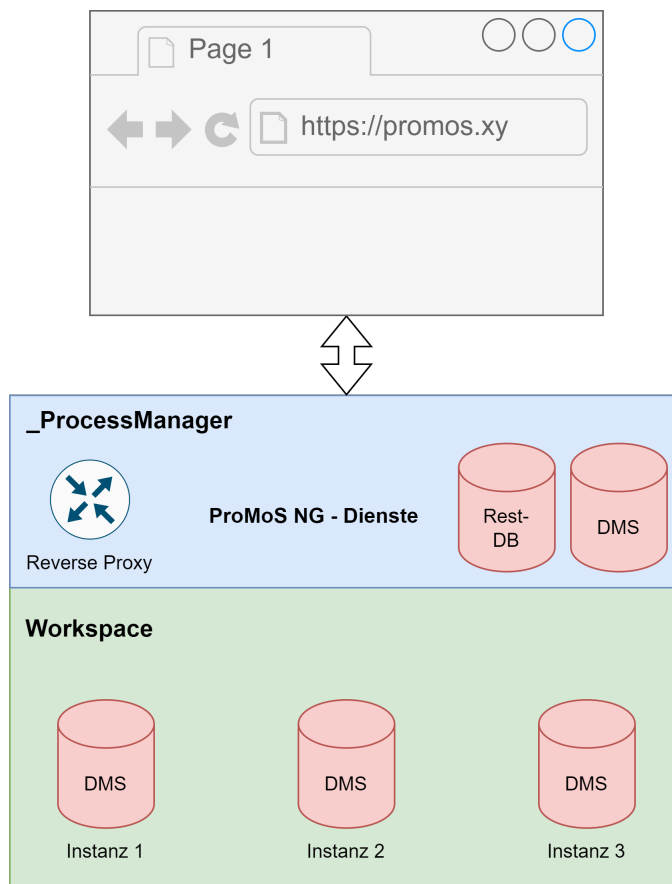 Page 1
https://promos.xy
_ProcessManager
Reverse Proxy
ProMoS NG - Dienste
Rest-
DB
DMS
Workspace
DMS
DMS
DMS
Instanz 1
Instanz 2
Instanz 3